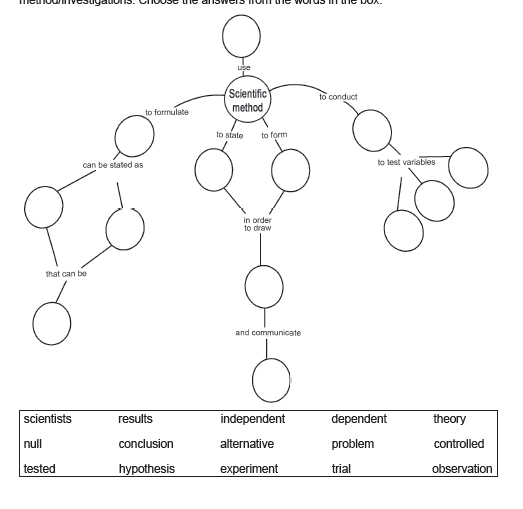 method/investigations. Choose the answers from the words in the box.
use
Scientific
method
to conduct
to formulate
to state
to form
can be stated as
to test variables
in order
to draw
that can be
and communicate
scientists results independent dependent theory
null conclusion alternative problem controlled
tested hypothesis experiment trial observation